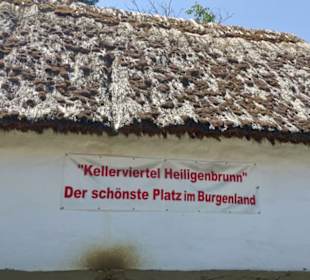 "Kellerviertel Heiligenbrunn"
Der schönste Platz im Burgenland